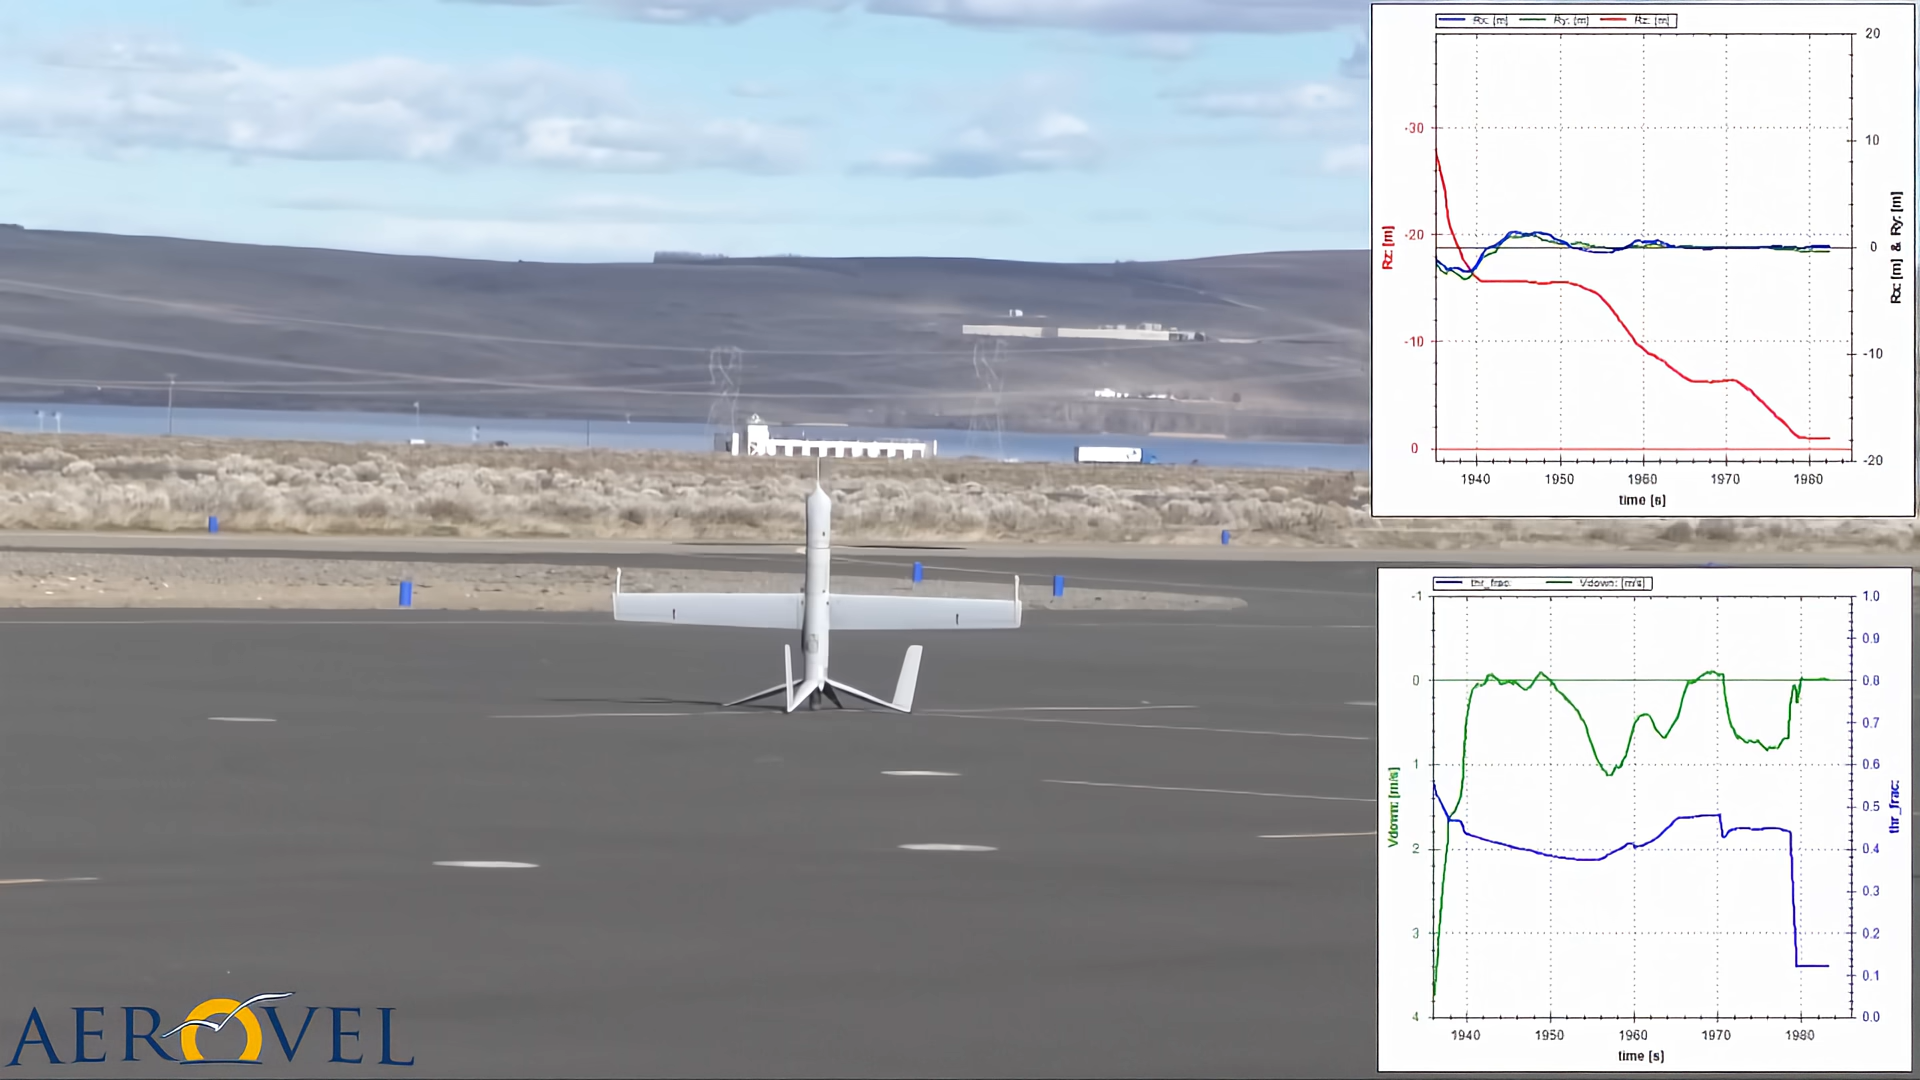 Rx: [m] Ry: [m] Rz: [m]
20
10
0
-10
-20
-30
-20
-10
0
Rz: [m]
Rx: [m] & Ry: [m]
1940 1950 1960 1970 1980
time [s]
thr_frac: Vdown: [m/s]
-1
0
1
2
3
4
1.0
0.9
0.8
0.7
0.6
0.5
0.4
0.3
0.2
0.1
0.0
Vdown: [m/s]
thr_frac:
1940 1950 1960 1970 1980
time [s]
AEROVEL